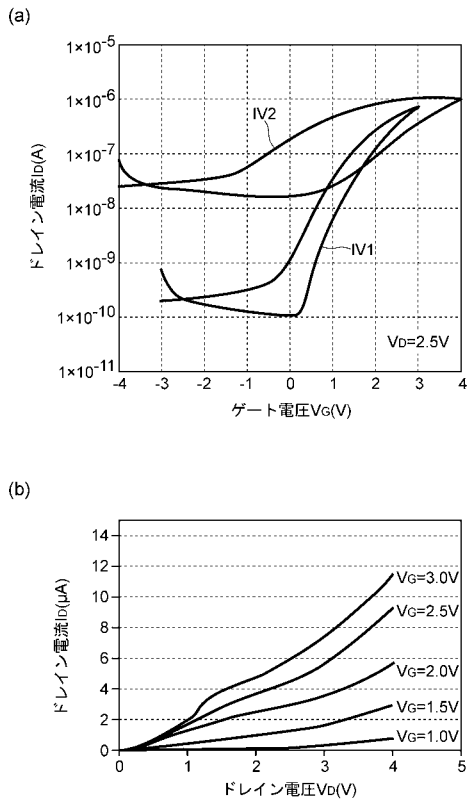 (a)
1×10-5
1×10-6
1×10-7
1×10-8
1×10-9
1×10-10
1×10-11
ドレイン電流ID(A)
IV2
IV1
VD=2.5V
-4 -3 -2 -1 0 1 2 3 4
ゲート電圧VG(V)
(b)
14
12
10
8
6
4
2
0
ドレイン電流ID(μA)
VG=3.0V
VG=2.5V
VG=2.0V
VG=1.5V
VG=1.0V
0 1 2 3 4 5
ドレイン電圧VD(V)